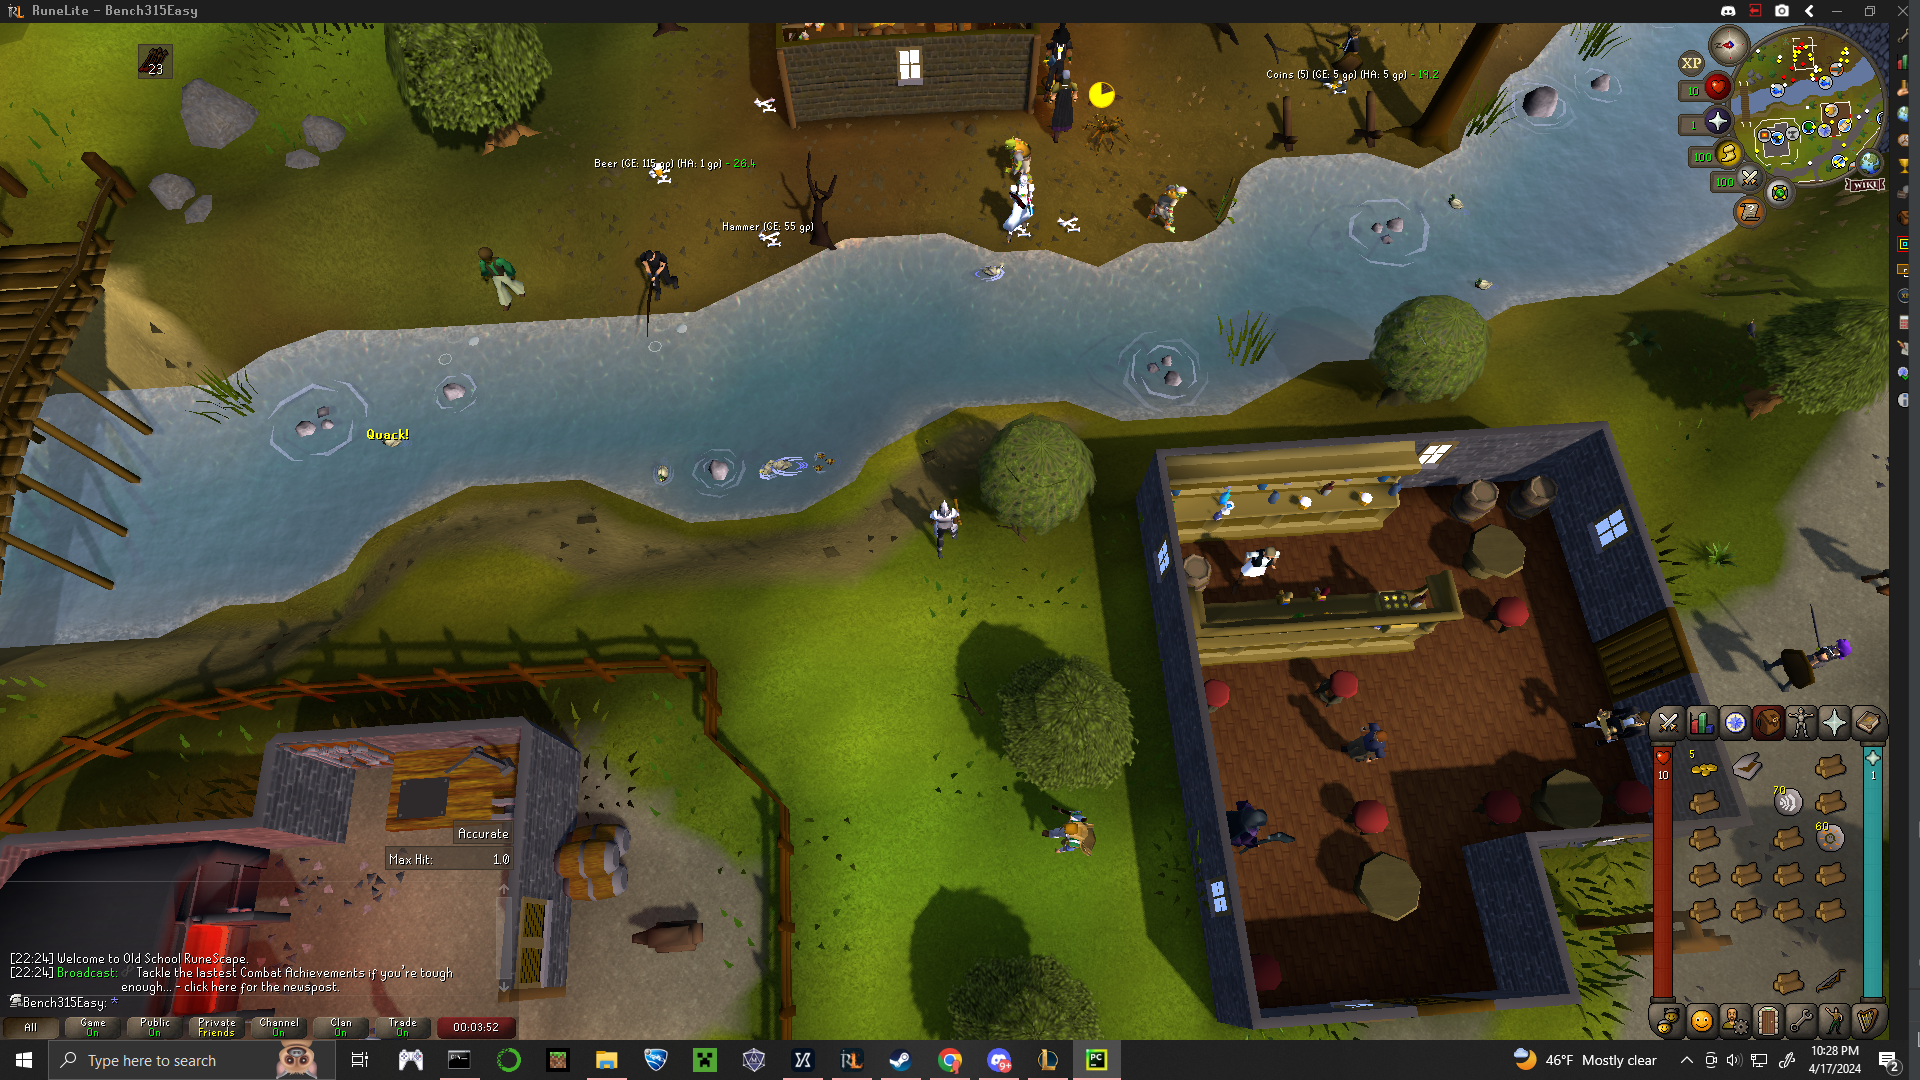 RuneLite - Bench315Easy
23
Coins (5) (GE: 5 gp) (HA: 5 gp) - 19.2
XP
10
1
100
100
WIKI
Beer (GE: 115 gp) (HA: 1 gp) - 26.4
Hammer (GE: 55 gp)
Quack!
10
5
1
70
60
Accurate
Max Hit: 1.0
[22:24] Welcome to Old School RuneScape.
[22:24] Broadcast: Tackle the lastest Combat Achievements if you're tough
enough... - click here for the newspost.
Bench315Easy: *
All
Game
On
Public
On
Private
Friends
Channel
On
Clan
On
Trade
On
00:03:52
Type here to search
9+
PC
46°F Mostly clear
10:28 PM
4/17/2024
2